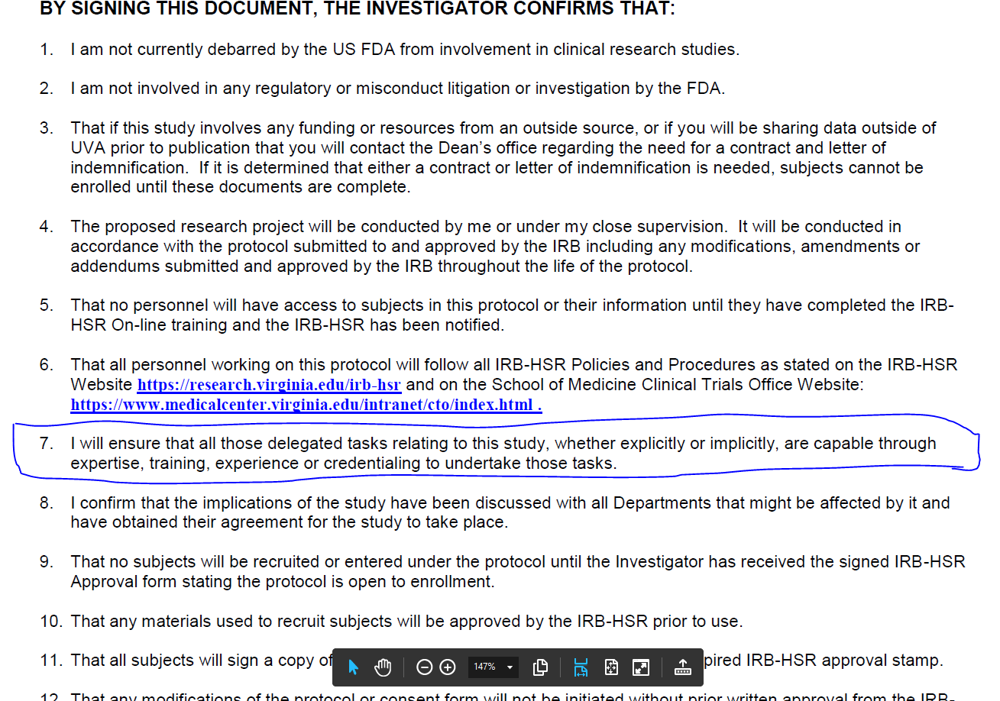 BY SIGNING THIS DOCUMENT, THE INVESTIGATOR CONFIRMS THAT:
1. I am not currently debarred by the US FDA from involvement in clinical research studies.
2. I am not involved in any regulatory or misconduct litigation or investigation by the FDA.
3. That if this study involves any funding or resources from an outside source, or if you will be sharing data outside of
UVA prior to publication that you will contact the Dean’s office regarding the need for a contract and letter of
indemnification. If it is determined that either a contract or letter of indemnification is needed, subjects cannot be
enrolled until these documents are complete.
4. The proposed research project will be conducted by me or under my close supervision. It will be conducted in
accordance with the protocol submitted to and approved by the IRB including any modifications, amendments or
addendums submitted and approved by the IRB throughout the life of the protocol.
5. That no personnel will have access to subjects in this protocol or their information until they have completed the IRB-
HSR On-line training and the IRB-HSR has been notified.
6. That all personnel working on this protocol will follow all IRB-HSR Policies and Procedures as stated on the IRB-HSR
Website https://research.virginia.edu/irb-hsr and on the School of Medicine Clinical Trials Office Website:
https://www.medicalcenter.virginia.edu/intranet/cto/index.html .
7. I will ensure that all those delegated tasks relating to this study, whether explicitly or implicitly, are capable through
expertise, training, experience or credentialing to undertake those tasks.
8. I confirm that the implications of the study have been discussed with all Departments that might be affected by it and
have obtained their agreement for the study to take place.
9. That no subjects will be recruited or entered under the protocol until the Investigator has received the signed IRB-HSR
Approval form stating the protocol is open to enrollment.
10. That any materials used to recruit subjects will be approved by the IRB-HSR prior to use.
11. That all subjects will sign a copy of pired IRB-HSR approval stamp.
147%
12. That any modifications of the protocol or consent form will not be initiated without prior written approval from the IRB-